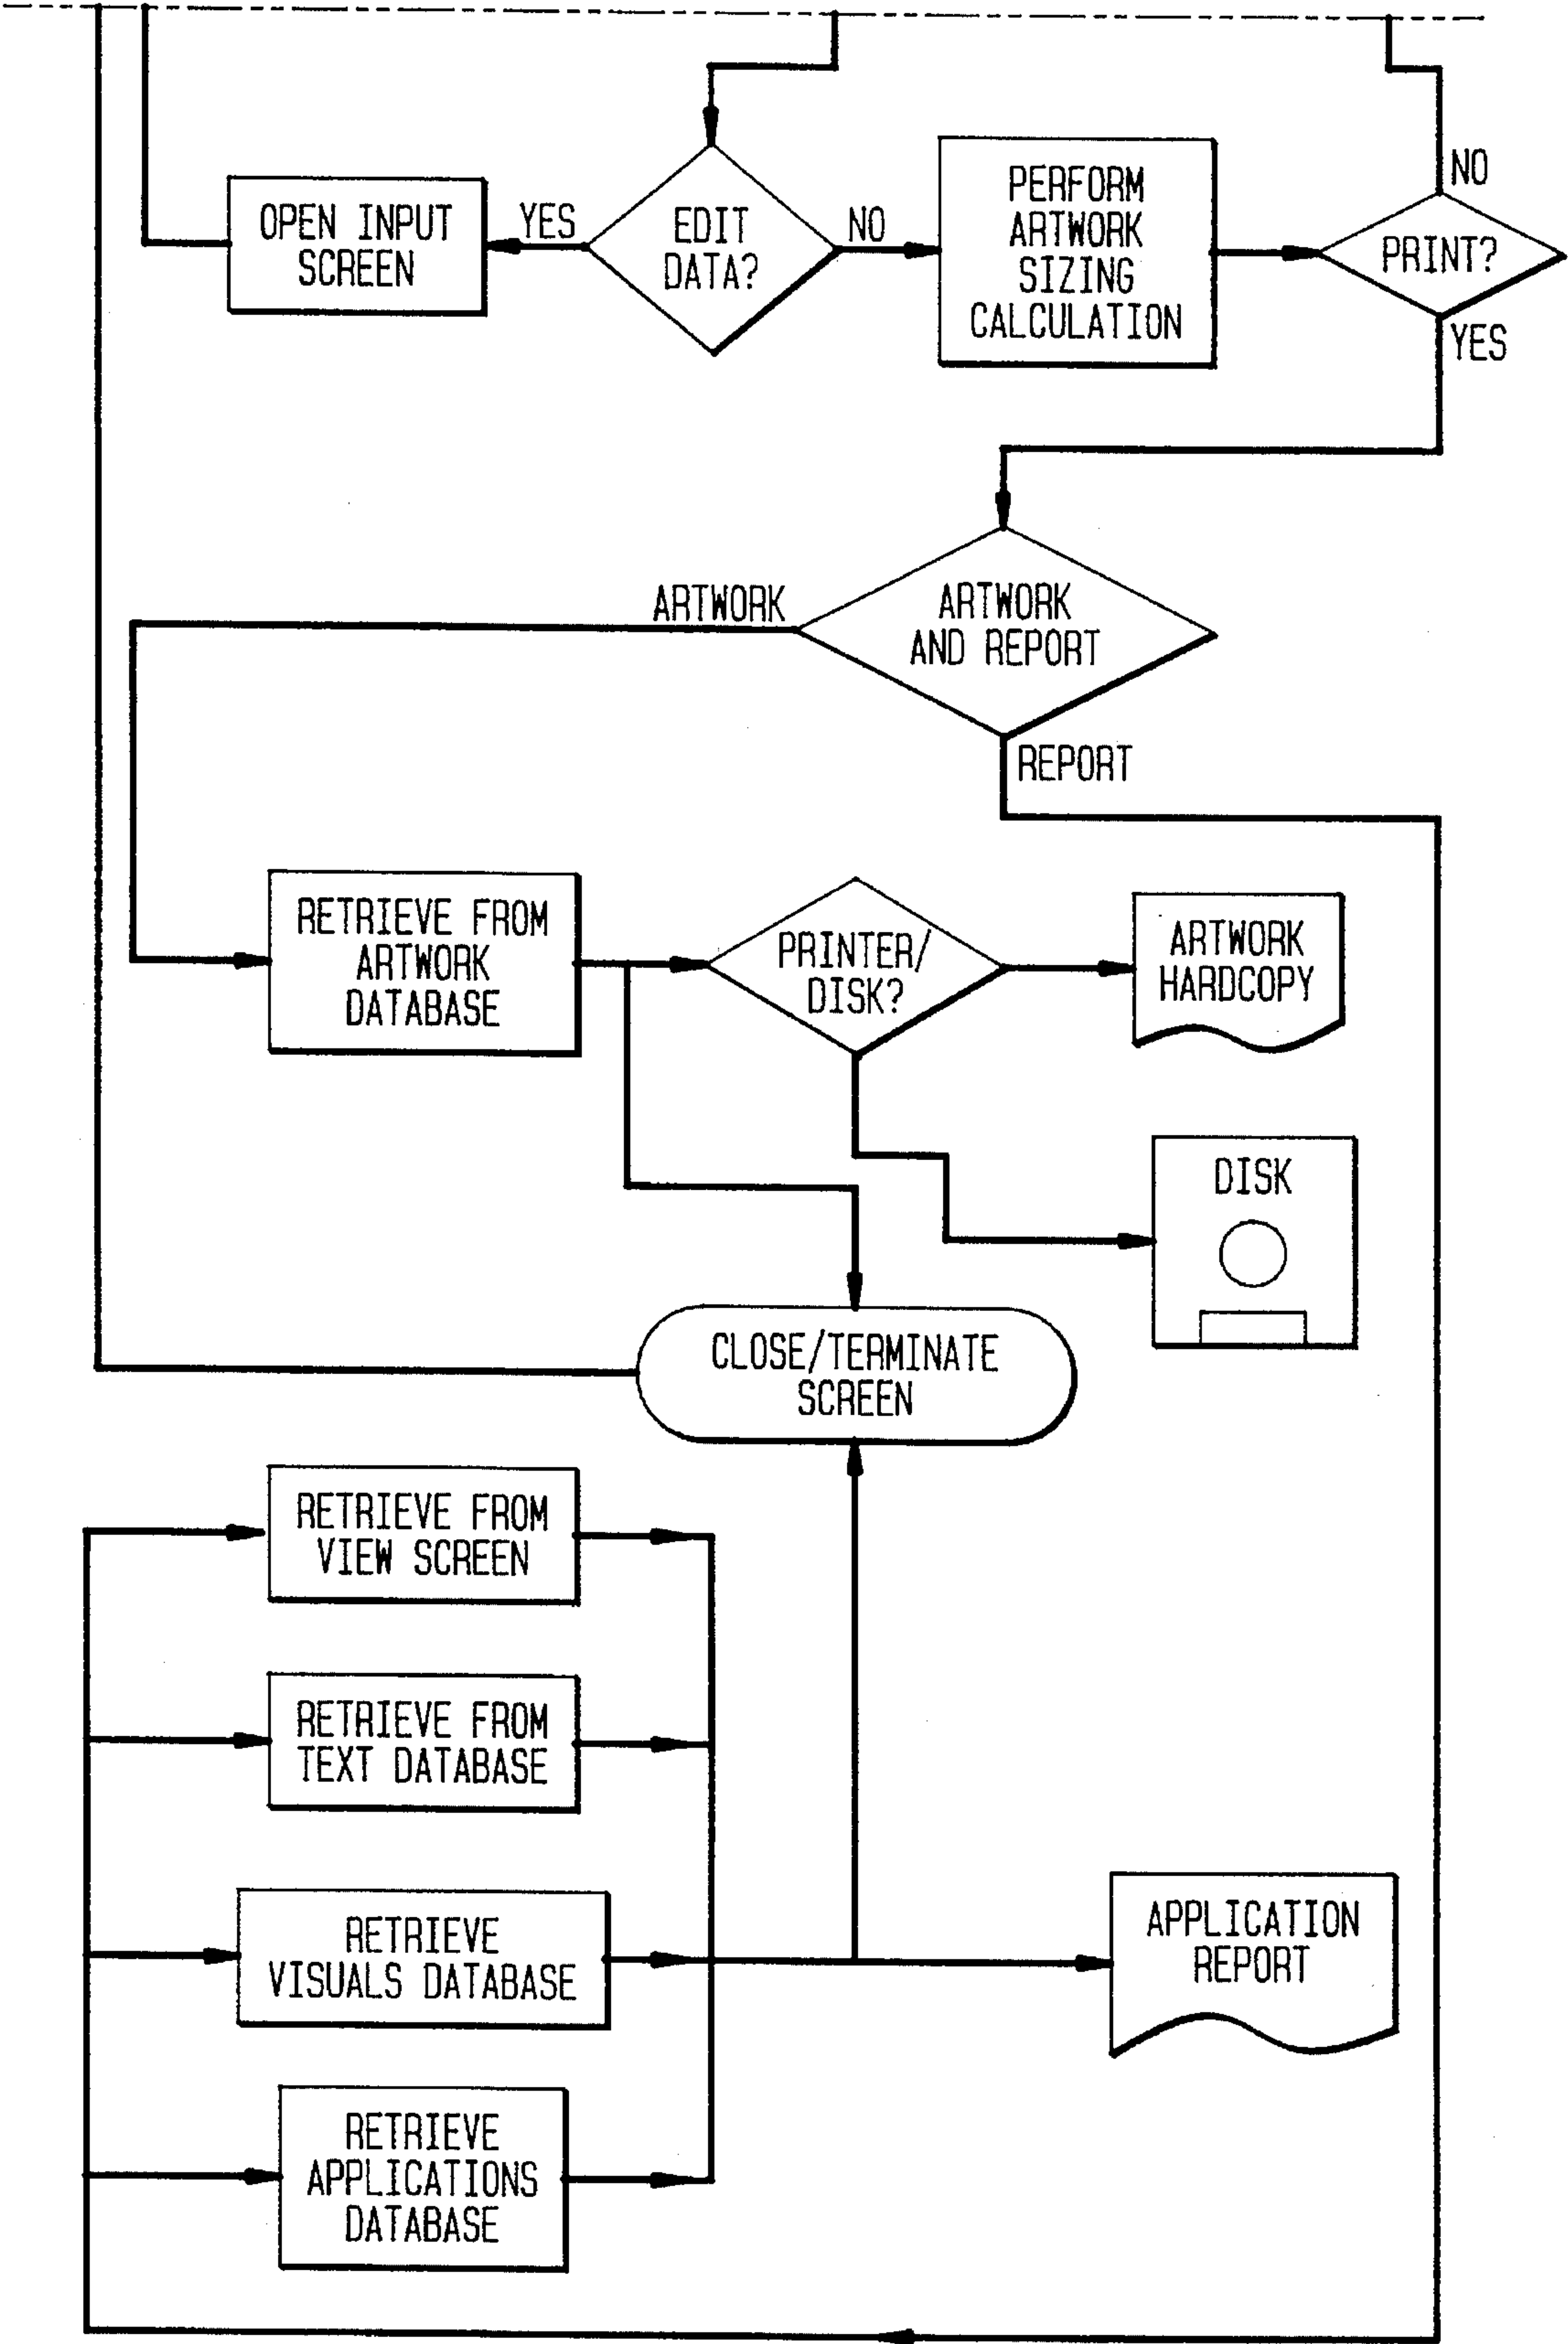 OPEN INPUT
SCREEN
YES
EDIT
DATA?
NO
PERFORM
ARTWORK
SIZING
CALCULATION
NO
PRINT?
YES
ARTWORK
ARTWORK
AND REPORT
REPORT
RETRIEVE FROM
ARTWORK
DATABASE
PRINTER/
DISK?
ARTWORK
HARDCOPY
DISK
CLOSE/TERMINATE
SCREEN
RETRIEVE FROM
VIEW SCREEN
RETRIEVE FROM
TEXT DATABASE
RETRIEVE
VISUALS DATABASE
APPLICATION
REPORT
RETRIEVE
APPLICATIONS
DATABASE